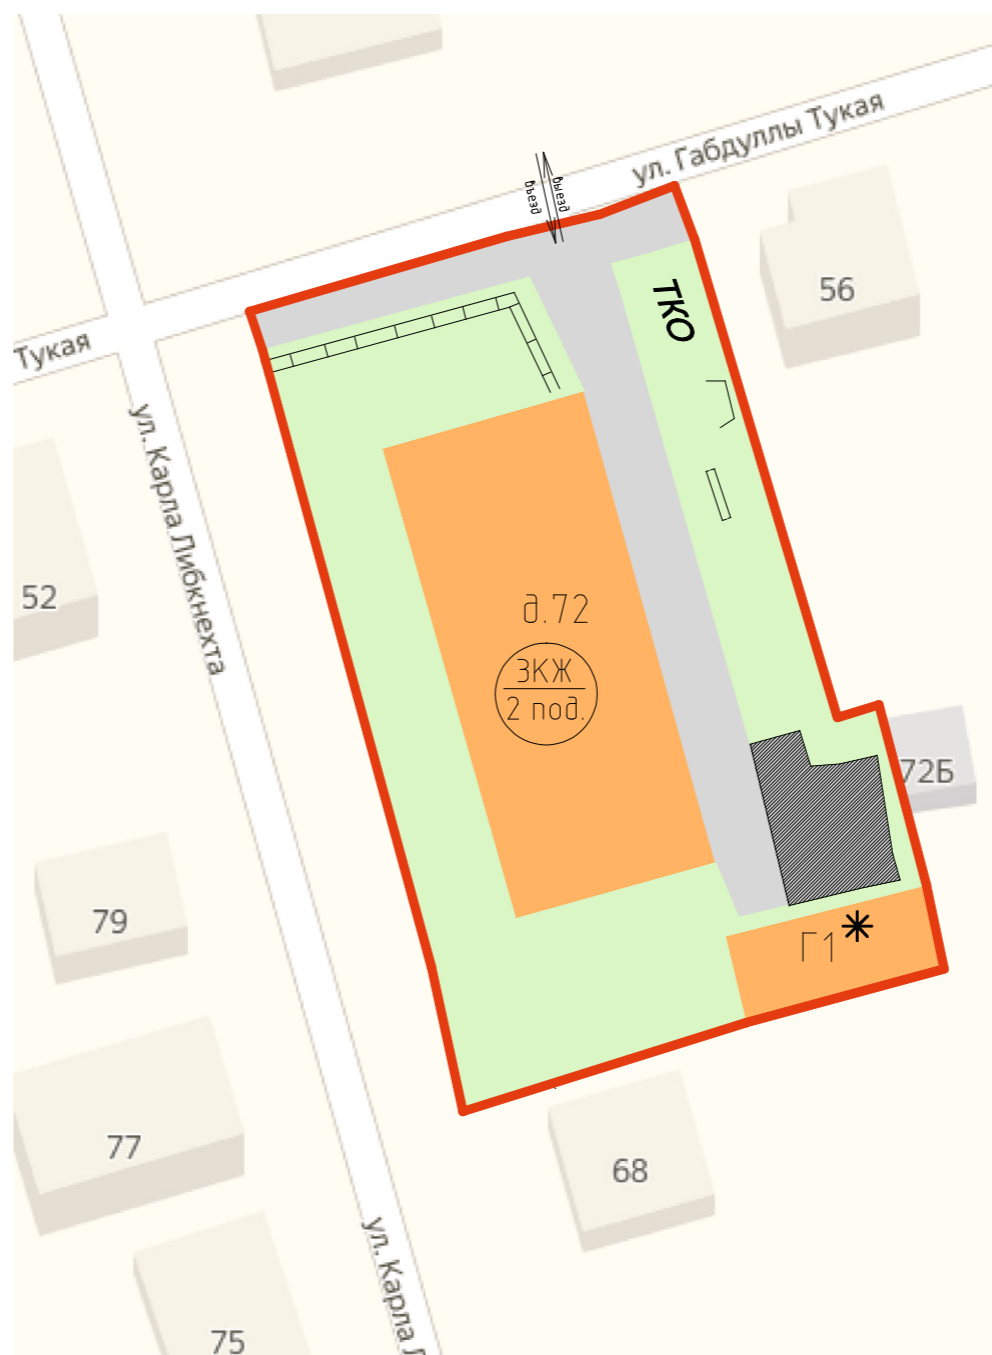 ул. Габдуллы Тукая
въезд
выезд
56
ТКО
Тукая
ул. Карла Либкнехта
52
д.72
3КЖ
2 под.
72Б
79
Г1
77
68
ул. Карла Л
75